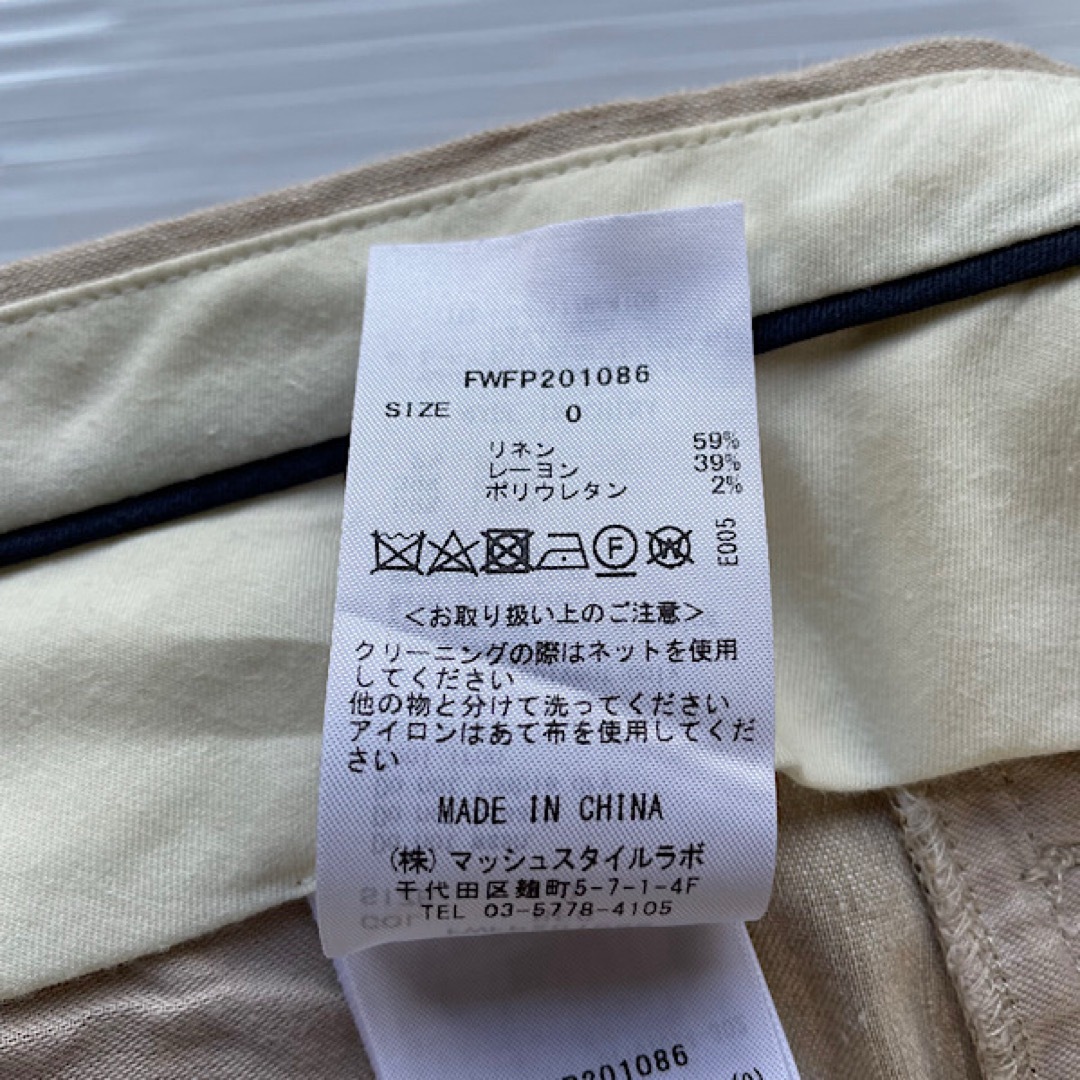 FWFP201086
SIZE 0
リネン 59%
レーヨン 39%
ポリウレタン 2%
E005
F W
＜お取り扱い上のご注意＞
クリーニングの際はネットを使用
してください
他の物と分けて洗ってください
アイロンはあて布を使用してくだ
さい
MADE IN CHINA
(株)マッシュスタイルラボ
千代田区麹町5-7-1-4F
TEL 03-5778-4105
FWFP201086